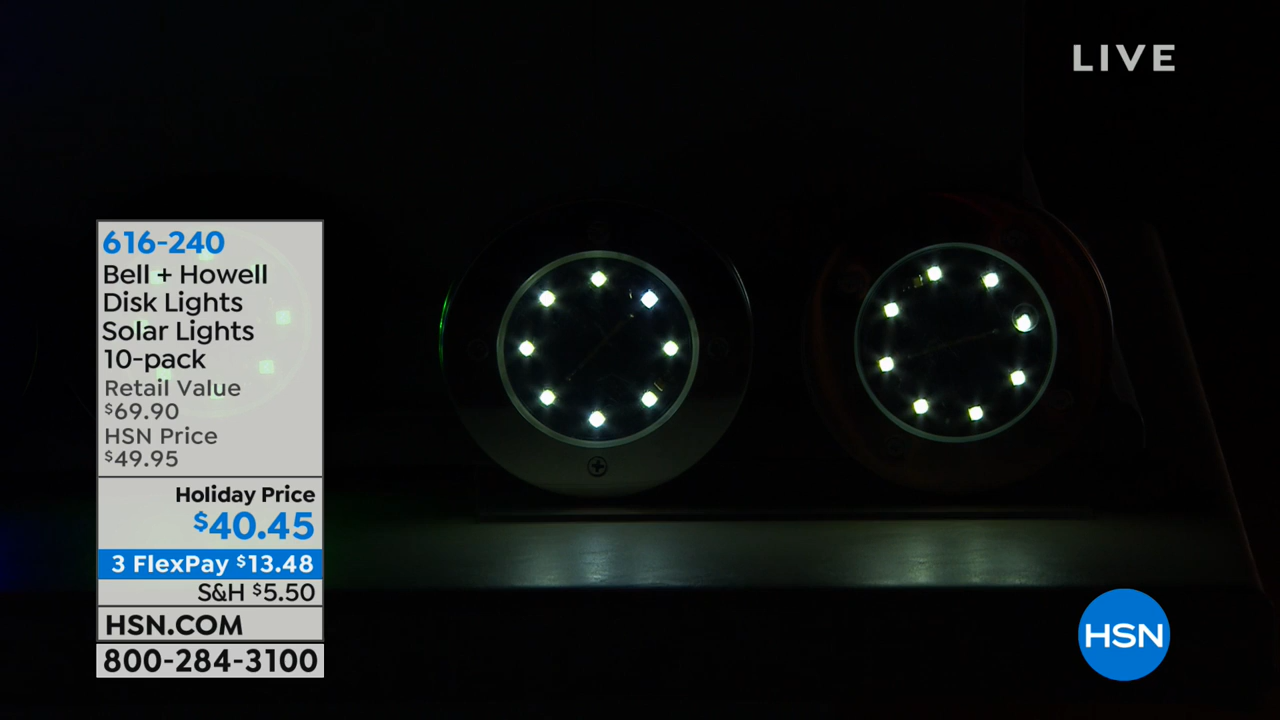 LIVE
616-240
Bell + Howell
Disk Lights
Solar Lights
10-pack
Retail Value
$69.90
HSN Price
$49.95
Holiday Price
$40.45
3 FlexPay $13.48
S&H $5.50
HSN.COM
800-284-3100
HSN